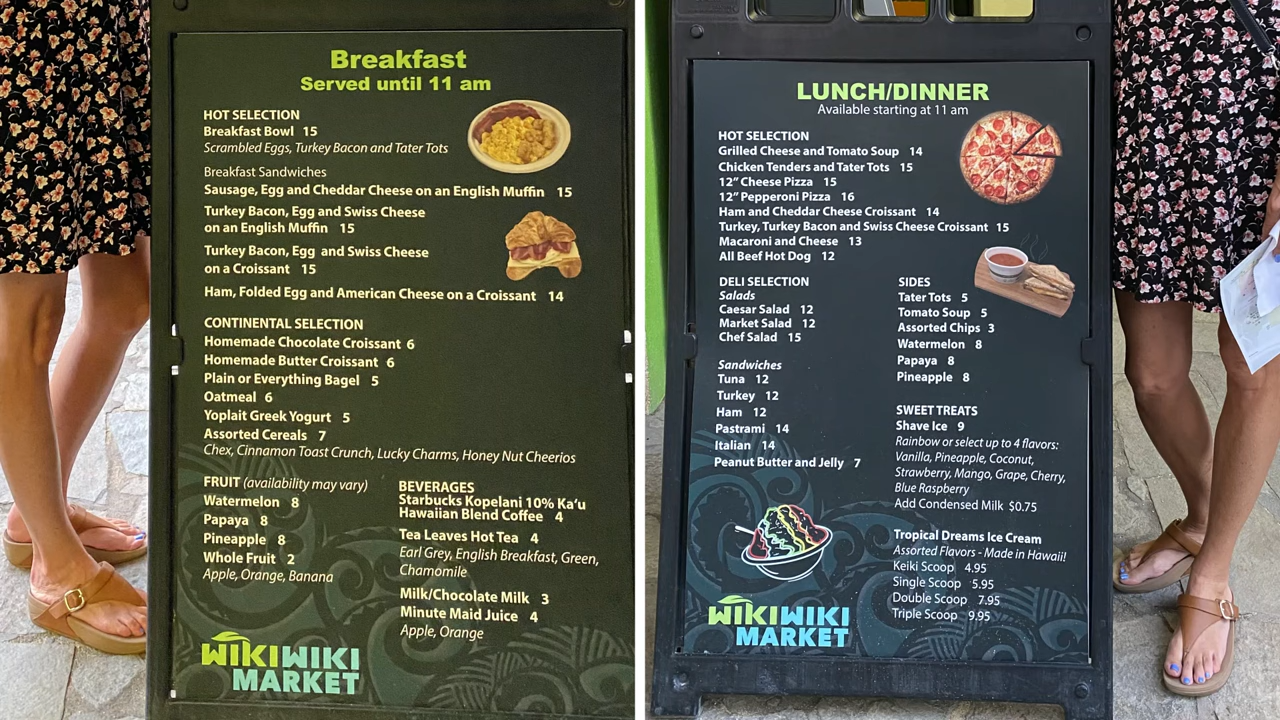 Breakfast
Served until 11 am
HOT SELECTION
Breakfast Bowl 15
Scrambled Eggs, Turkey Bacon and Tater Tots
Breakfast Sandwiches
Sausage, Egg and Cheddar Cheese on an English Muffin 15
Turkey Bacon, Egg and Swiss Cheese
on an English Muffin 15
Turkey Bacon, Egg and Swiss Cheese
on a Croissant 15
Ham, Folded Egg and American Cheese on a Croissant 14
CONTINENTAL SELECTION
Homemade Chocolate Croissant 6
Homemade Butter Croissant 6
Plain or Everything Bagel 5
Oatmeal 6
Yoplait Greek Yogurt 5
Assorted Cereals 7
Chex, Cinnamon Toast Crunch, Lucky Charms, Honey Nut Cheerios
FRUIT (availability may vary)
Watermelon 8
Papaya 8
Pineapple 8
Whole Fruit 2
Apple, Orange, Banana
BEVERAGES
Starbucks Kopelani 10% Ka'u
Hawaiian Blend Coffee 4
Tea Leaves Hot Tea 4
Earl Grey, English Breakfast, Green,
Chamomile
Milk/Chocolate Milk 3
Minute Maid Juice 4
Apple, Orange
WIKIWIKI
MARKET
LUNCH/DINNER
Available starting at 11 am
HOT SELECTION
Grilled Cheese and Tomato Soup 14
Chicken Tenders and Tater Tots 15
12" Cheese Pizza 15
12" Pepperoni Pizza 16
Ham and Cheddar Cheese Croissant 14
Turkey, Turkey Bacon and Swiss Cheese Croissant 15
Macaroni and Cheese 13
All Beef Hot Dog 12
DELI SELECTION
Salads
Caesar Salad 12
Market Salad 12
Chef Salad 15
Sandwiches
Tuna 12
Turkey 12
Ham 12
Pastrami 14
Italian 14
Peanut Butter and Jelly 7
SIDES
Tater Tots 5
Tomato Soup 5
Assorted Chips 3
Watermelon 8
Papaya 8
Pineapple 8
SWEET TREATS
Shave Ice 9
Rainbow or select up to 4 flavors:
Vanilla, Pineapple, Coconut,
Strawberry, Mango, Grape, Cherry,
Blue Raspberry
Add Condensed Milk $0.75
Tropical Dreams Ice Cream
Assorted Flavors - Made in Hawaii!
Keiki Scoop 4.95
Single Scoop 5.95
Double Scoop 7.95
Triple Scoop 9.95
WIKIWIKI
MARKET